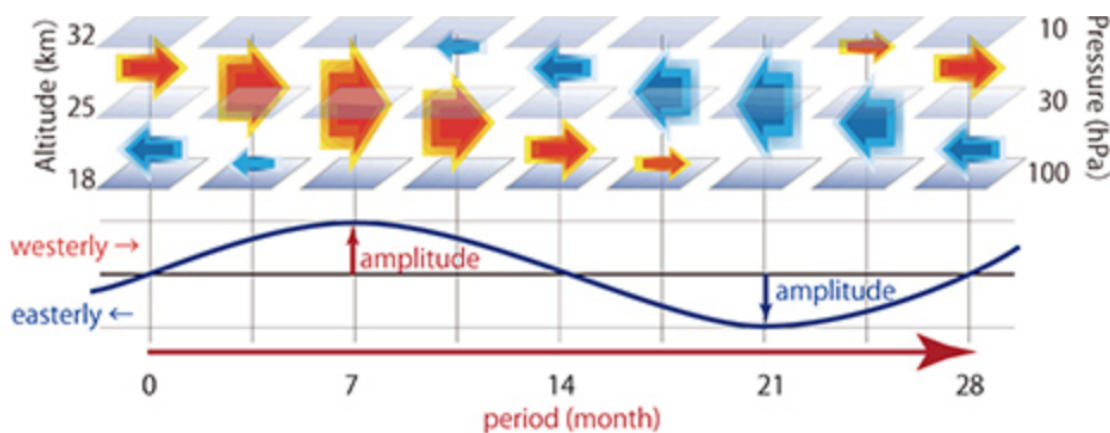 Altitude (km)
32
25
18
10
30
100
Pressure (hPa)
westerly →
amplitude
easterly ←
amplitude
0 7 14 21 28
period (month)